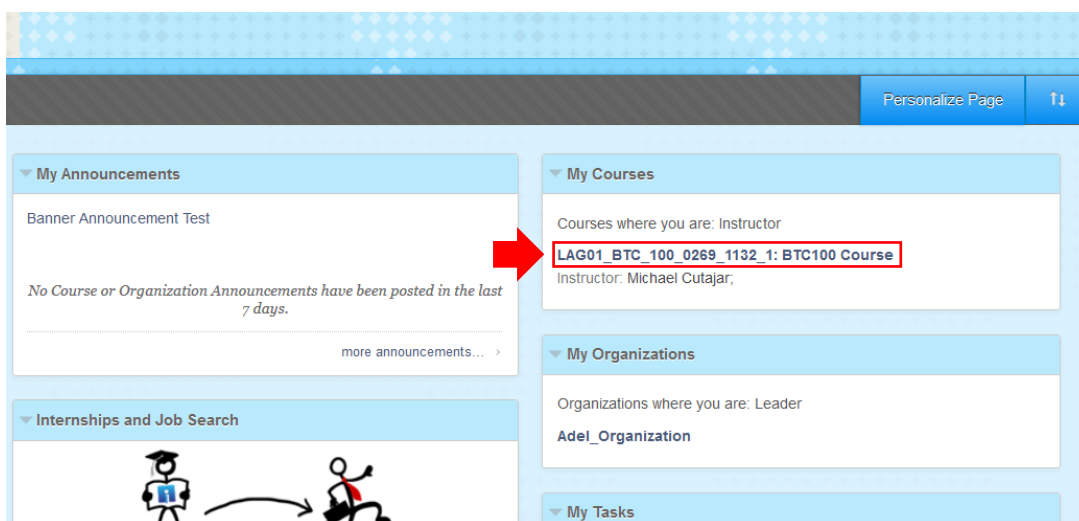 Personalize Page
My Announcements
Banner Announcement Test
No Course or Organization Announcements have been posted in the last
7 days.
more announcements...
Internships and Job Search
My Courses
Courses where you are: Instructor
LAG01_BTC_100_0269_1132_1: BTC100 Course
Instructor: Michael Cutajar;
My Organizations
Organizations where you are: Leader
Adel_Organization
My Tasks